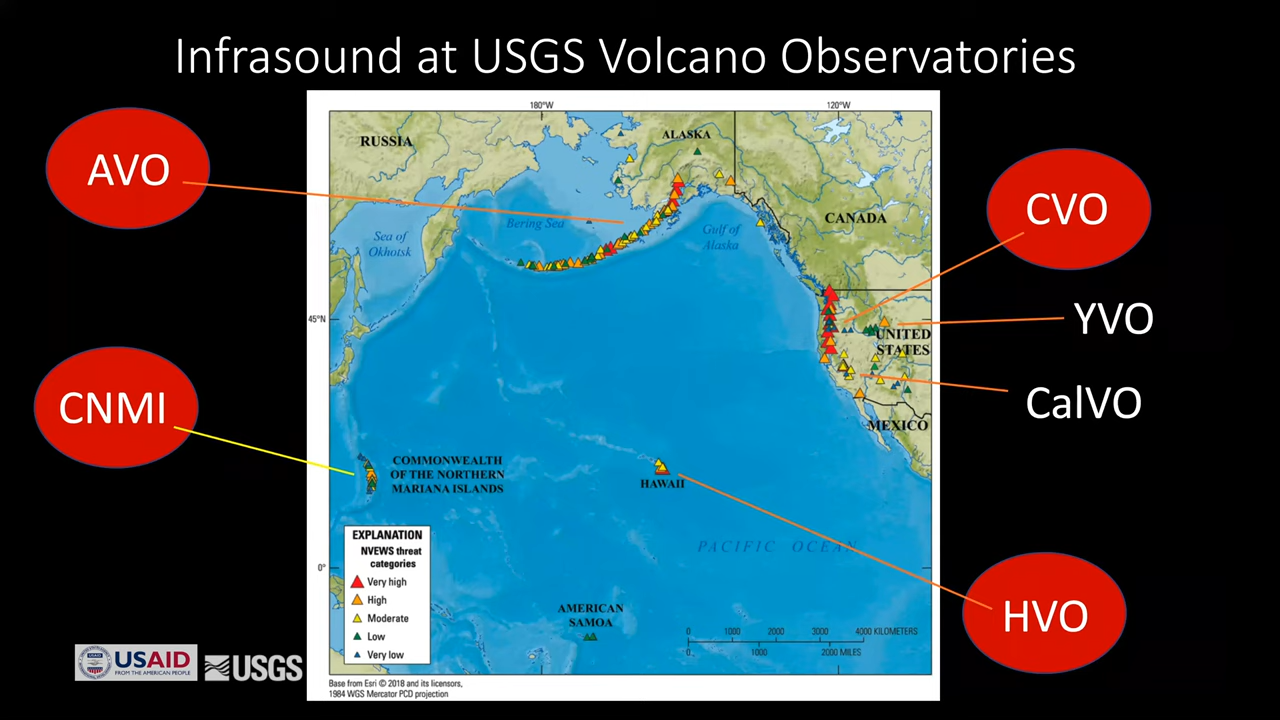 Infrasound at USGS Volcano Observatories
AVO
CNMI
CVO
YVO
CalVO
HVO
180°W
120°W
45°N
0°
RUSSIA
ALASKA
CANADA
Bering Sea
Sea of
Okhotsk
Gulf of
Alaska
UNITED
STATES
MEXICO
COMMONWEALTH
OF THE NORTHERN
MARIANA ISLANDS
HAWAII
PACIFIC OCEAN
AMERICAN
SAMOA
EXPLANATION
NVEWS threat
categories
Very high
High
Moderate
Low
Very low
0 1000 2000 3000 4000 KILOMETERS
0 1000 2000 MILES
Base from Esri © 2018 and its licensors,
1984 WGS Mercator PCD projection
USAID
FROM THE AMERICAN PEOPLE
USGS